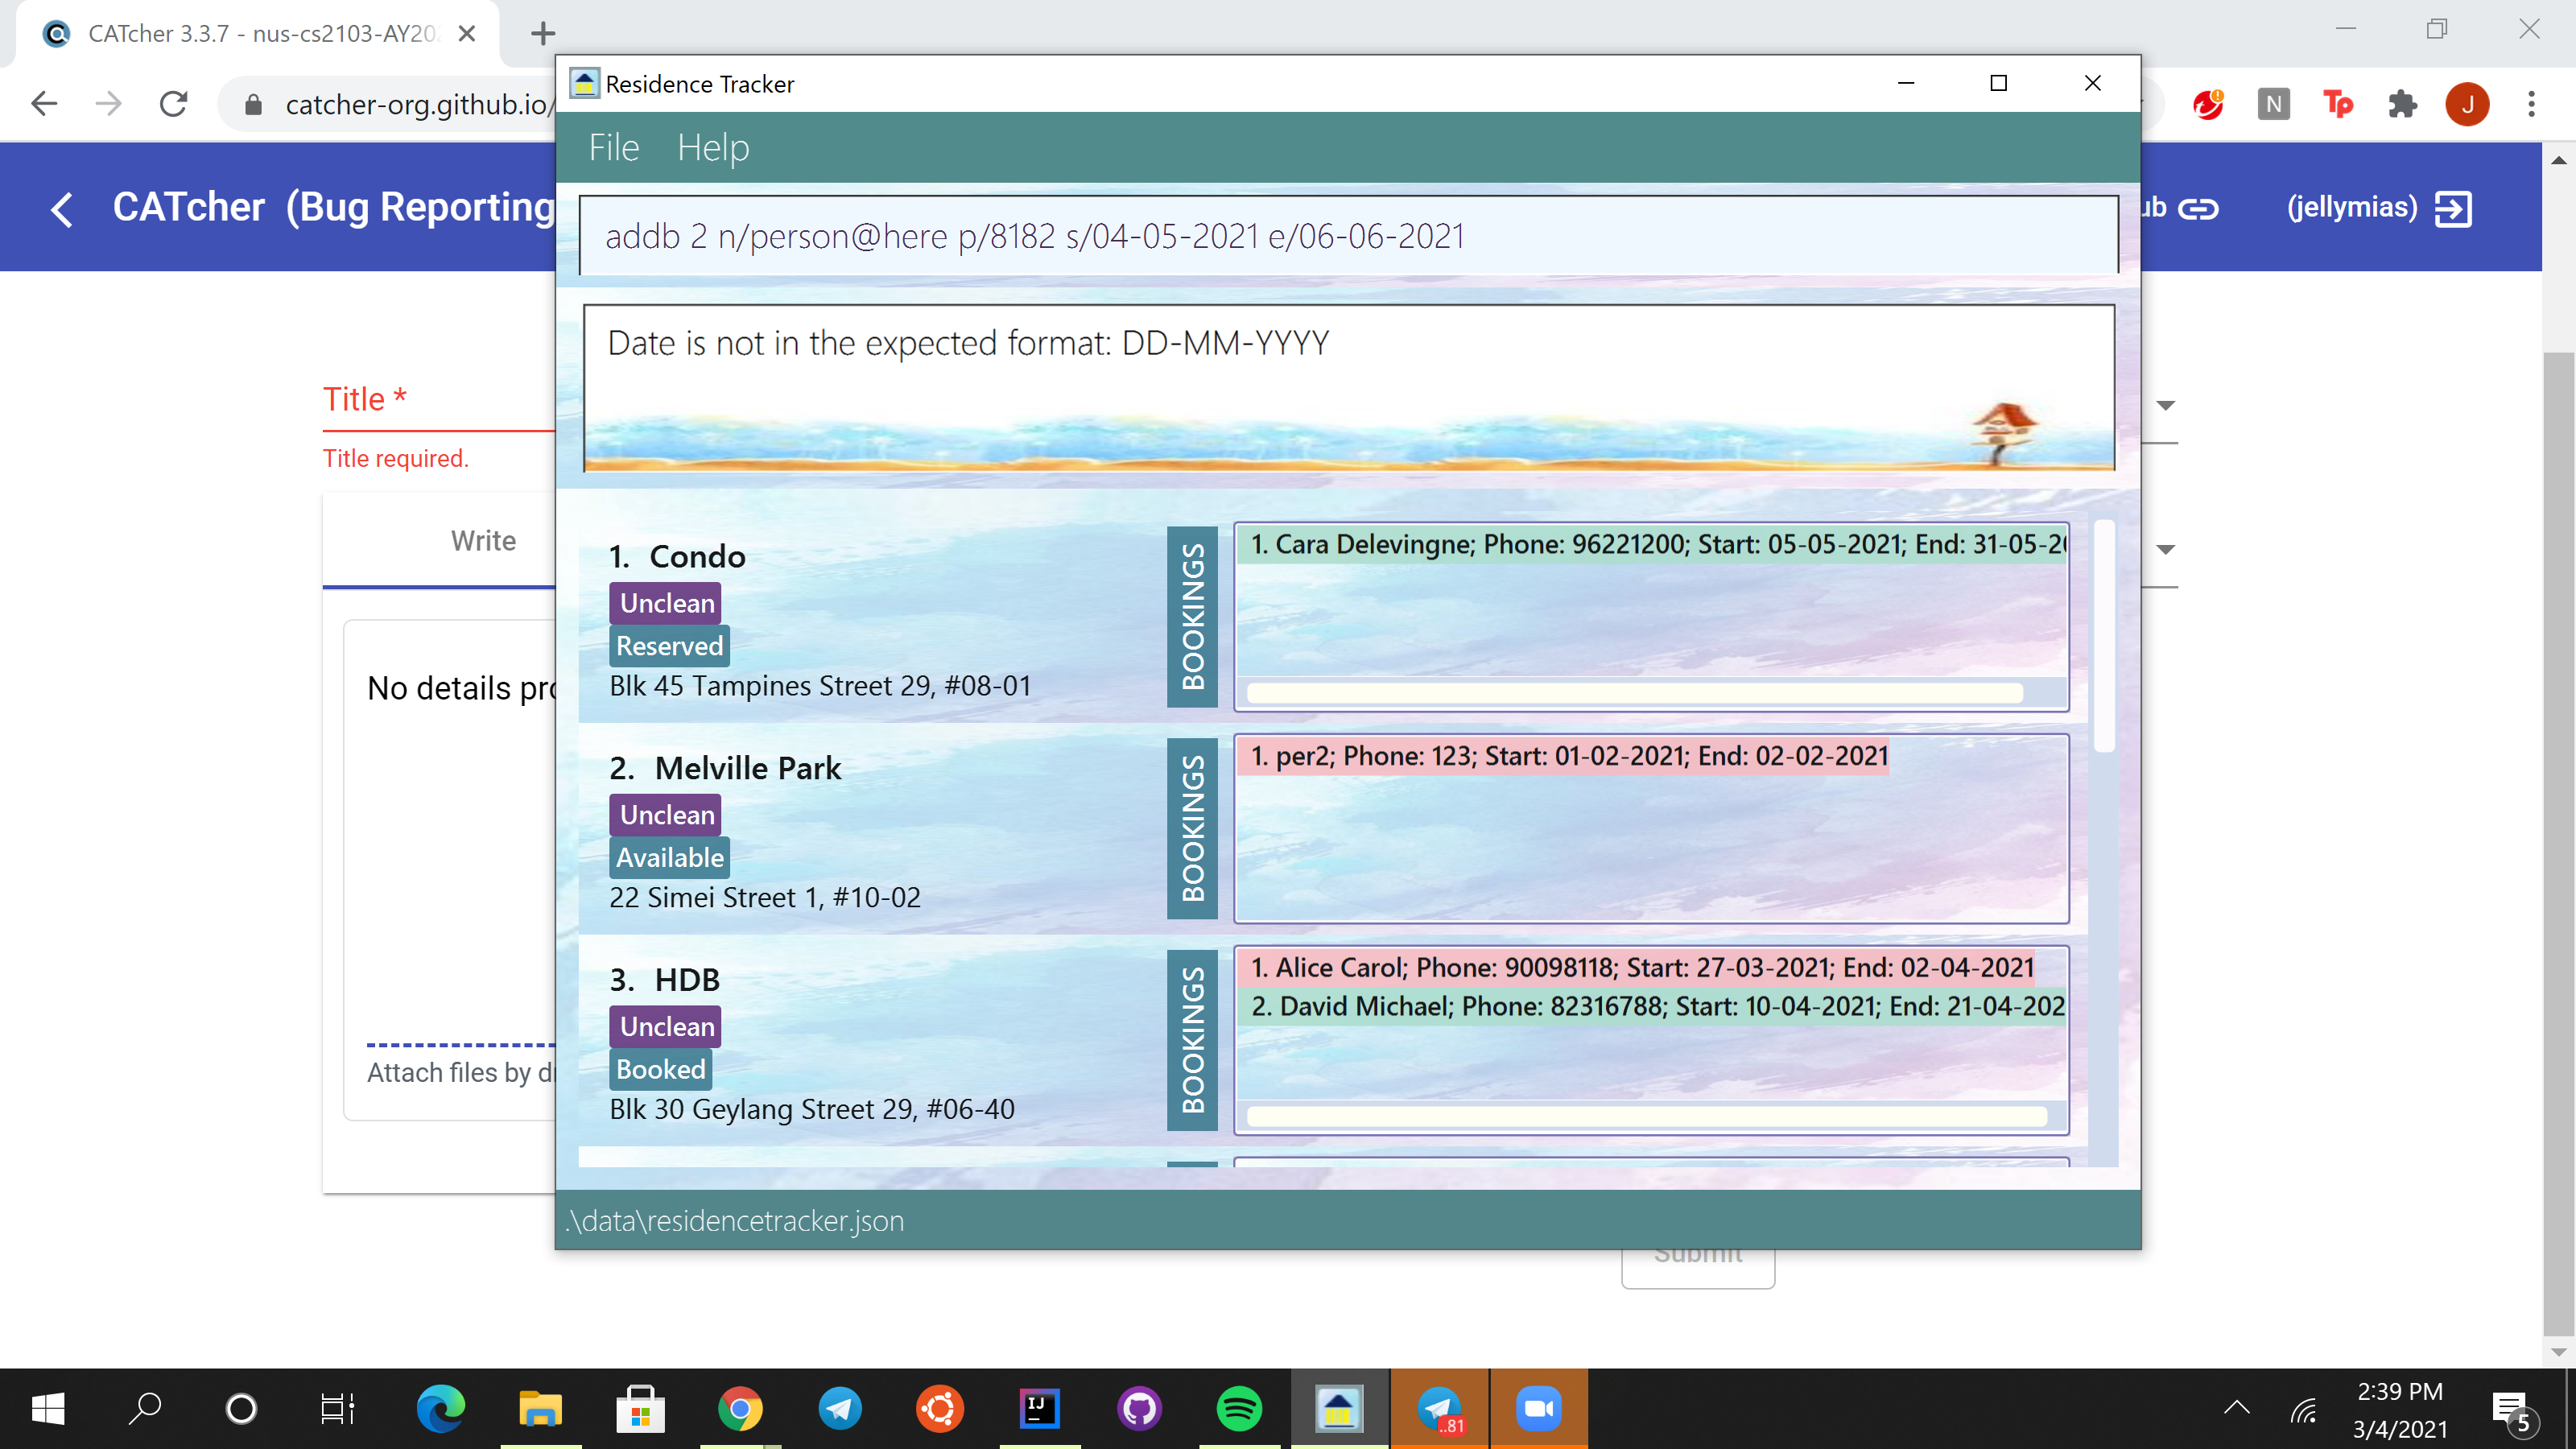 CATcher 3.3.7 - nus-cs2103-AY20
catcher-org.github.io/
N
Tp
J
CATcher (Bug Reporting
ub
(jellymias)
Residence Tracker
File Help
addb 2 n/person@here p/8182 s/04-05-2021 e/06-06-2021
Date is not in the expected format: DD-MM-YYYY
Title *
Title required.
Write
No details pro
Attach files by d
1. Condo
Unclean
Reserved
Blk 45 Tampines Street 29, #08-01
BOOKINGS
1. Cara Delevingne; Phone: 96221200; Start: 05-05-2021; End: 31-05-20
2. Melville Park
Unclean
Available
22 Simei Street 1, #10-02
BOOKINGS
1. per2; Phone: 123; Start: 01-02-2021; End: 02-02-2021
3. HDB
Unclean
Booked
Blk 30 Geylang Street 29, #06-40
BOOKINGS
1. Alice Carol; Phone: 90098118; Start: 27-03-2021; End: 02-04-2021
2. David Michael; Phone: 82316788; Start: 10-04-2021; End: 21-04-202
.\data\residencetracker.json
Submit
IJ
..81
2:39 PM
3/4/2021
5